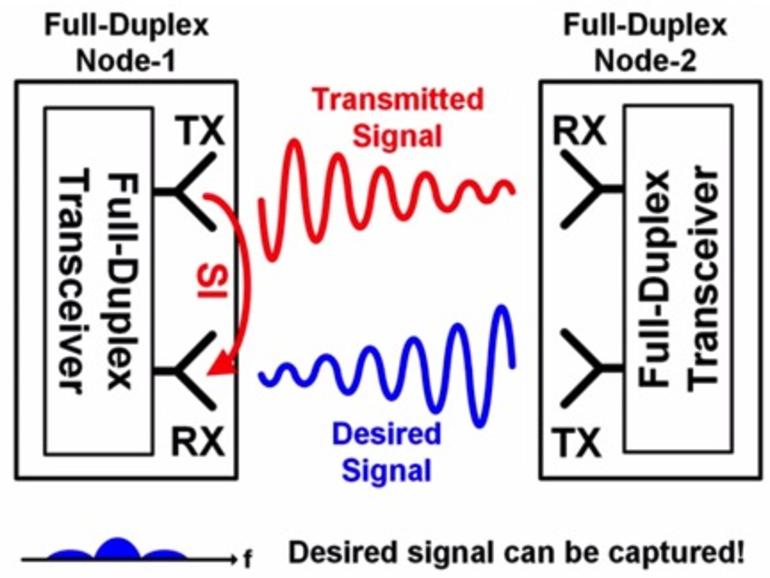 Full-Duplex
Node-1
Full-Duplex
Node-2
TX
Full-Duplex
Transceiver
SI
RX
Transmitted
Signal
Desired
Signal
RX
Full-Duplex
Transceiver
TX
f
Desired signal can be captured!